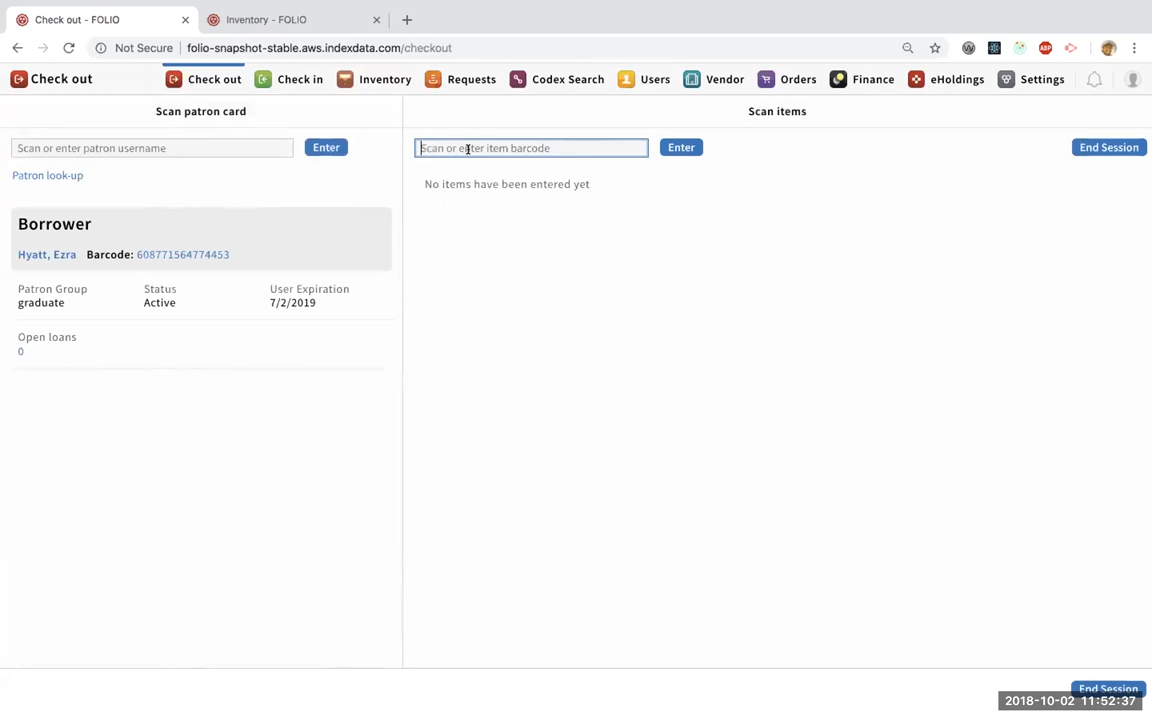 Check out - FOLIO
Inventory - FOLIO
Not Secure
folio-snapshot-stable.aws.indexdata.com/checkout
ABP
Check out
Check out
Check in
Inventory
Requests
Codex Search
Users
Vendor
Orders
Finance
eHoldings
Settings
Scan patron card
Scan items
Scan or enter patron username
Enter
Scan or enter item barcode
Enter
End Session
Patron look-up
No items have been entered yet
Borrower
Hyatt, Ezra Barcode: 608771564774453
Patron Group Status User Expiration
graduate Active 7/2/2019
Open loans
0
End Session
2018-10-02 11:52:37